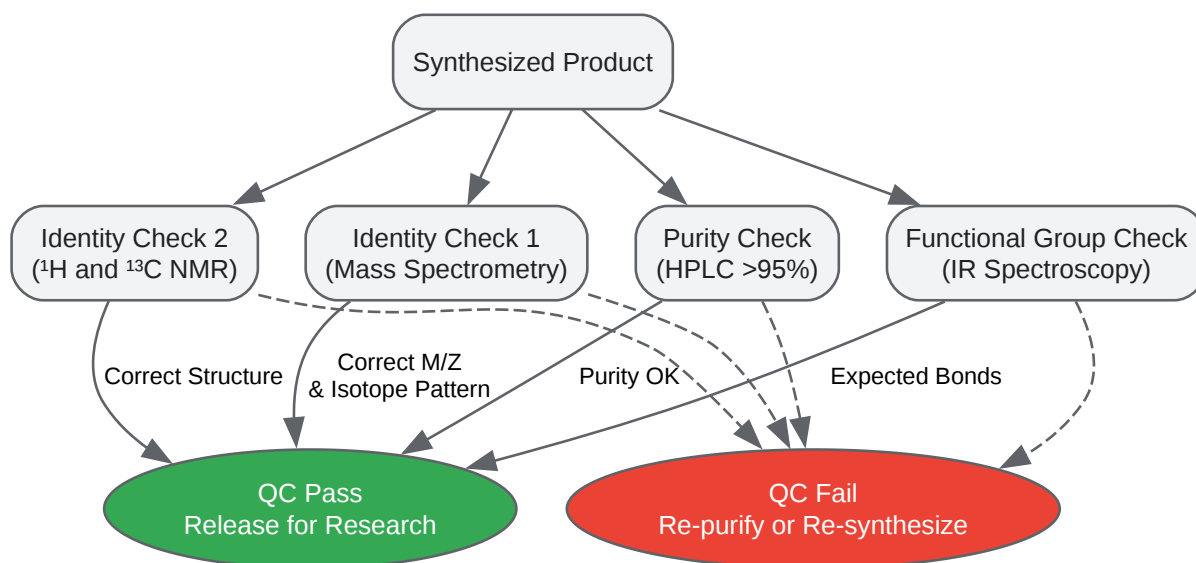 Synthesized Product
Identity Check 2
(¹H and ¹³C NMR)
Identity Check 1
(Mass Spectrometry)
Purity Check
(HPLC >95%)
Functional Group Check
(IR Spectroscopy)
Correct Structure
Correct M/Z
& Isotope Pattern
Purity OK
Expected Bonds
QC Pass
Release for Research
QC Fail
Re-purify or Re-synthesize